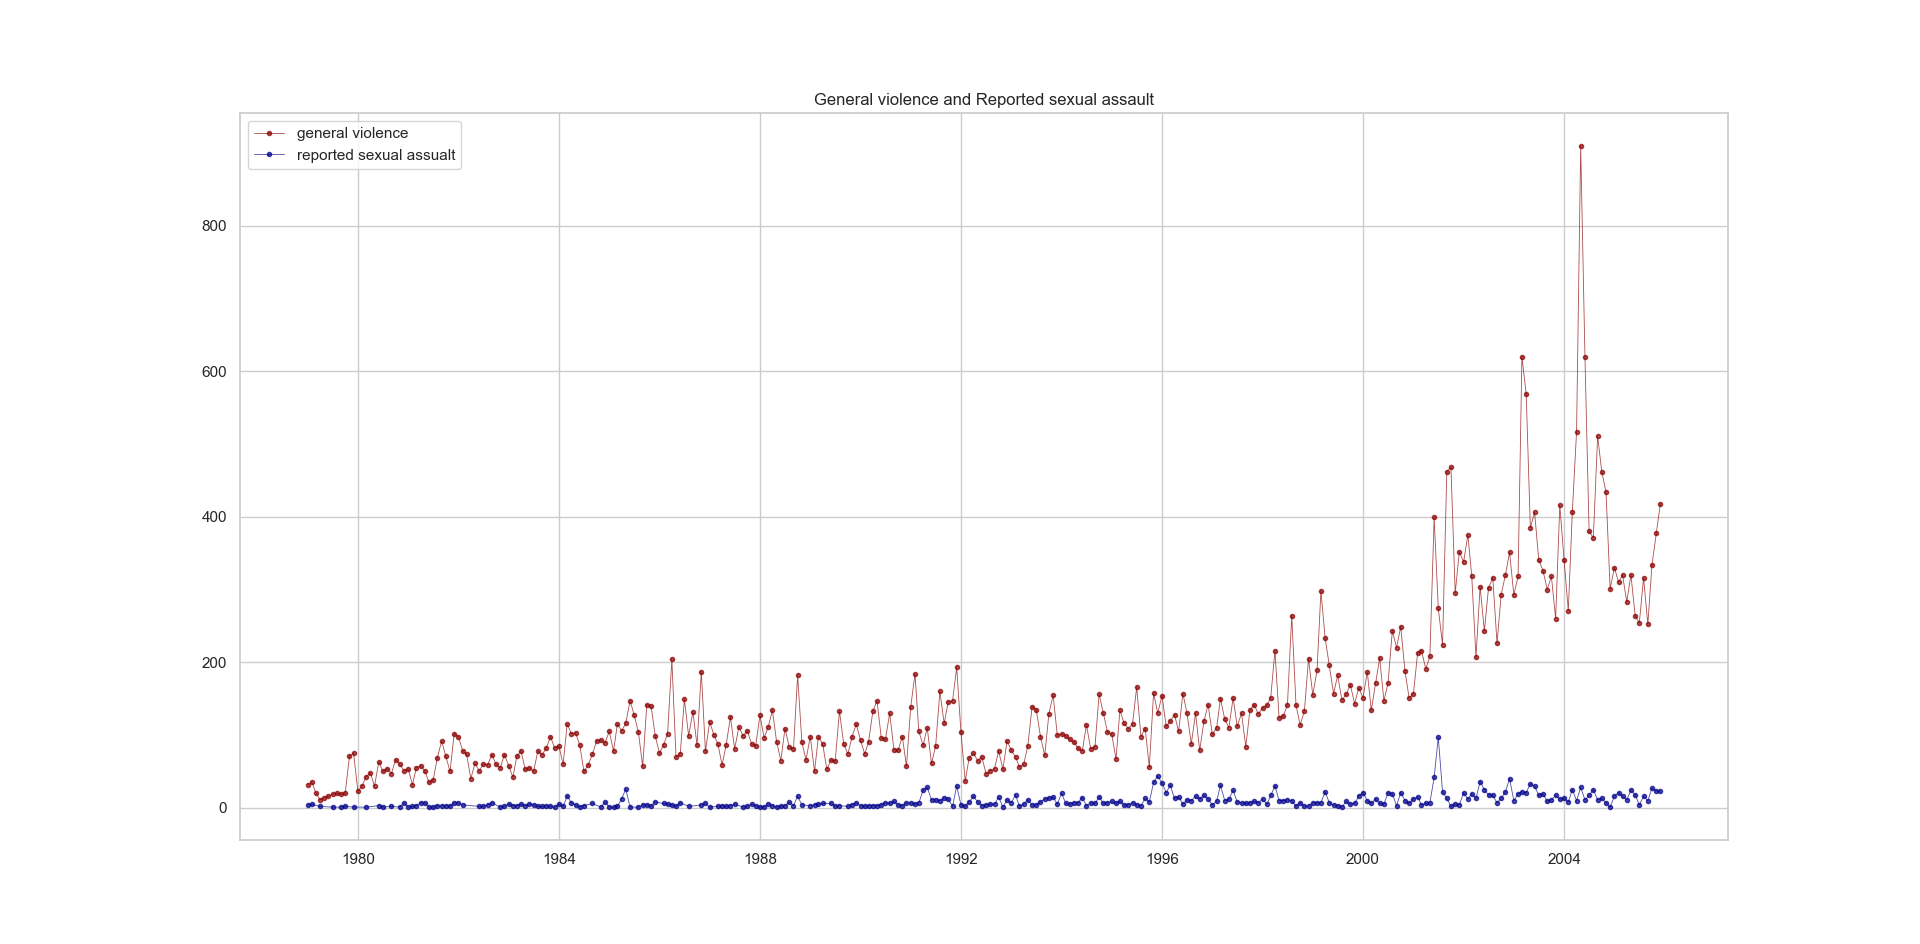 General violence and Reported sexual assault
general violence
reported sexual assualt
800
600
400
200
0
1980 1984 1988 1992 1996 2000 2004